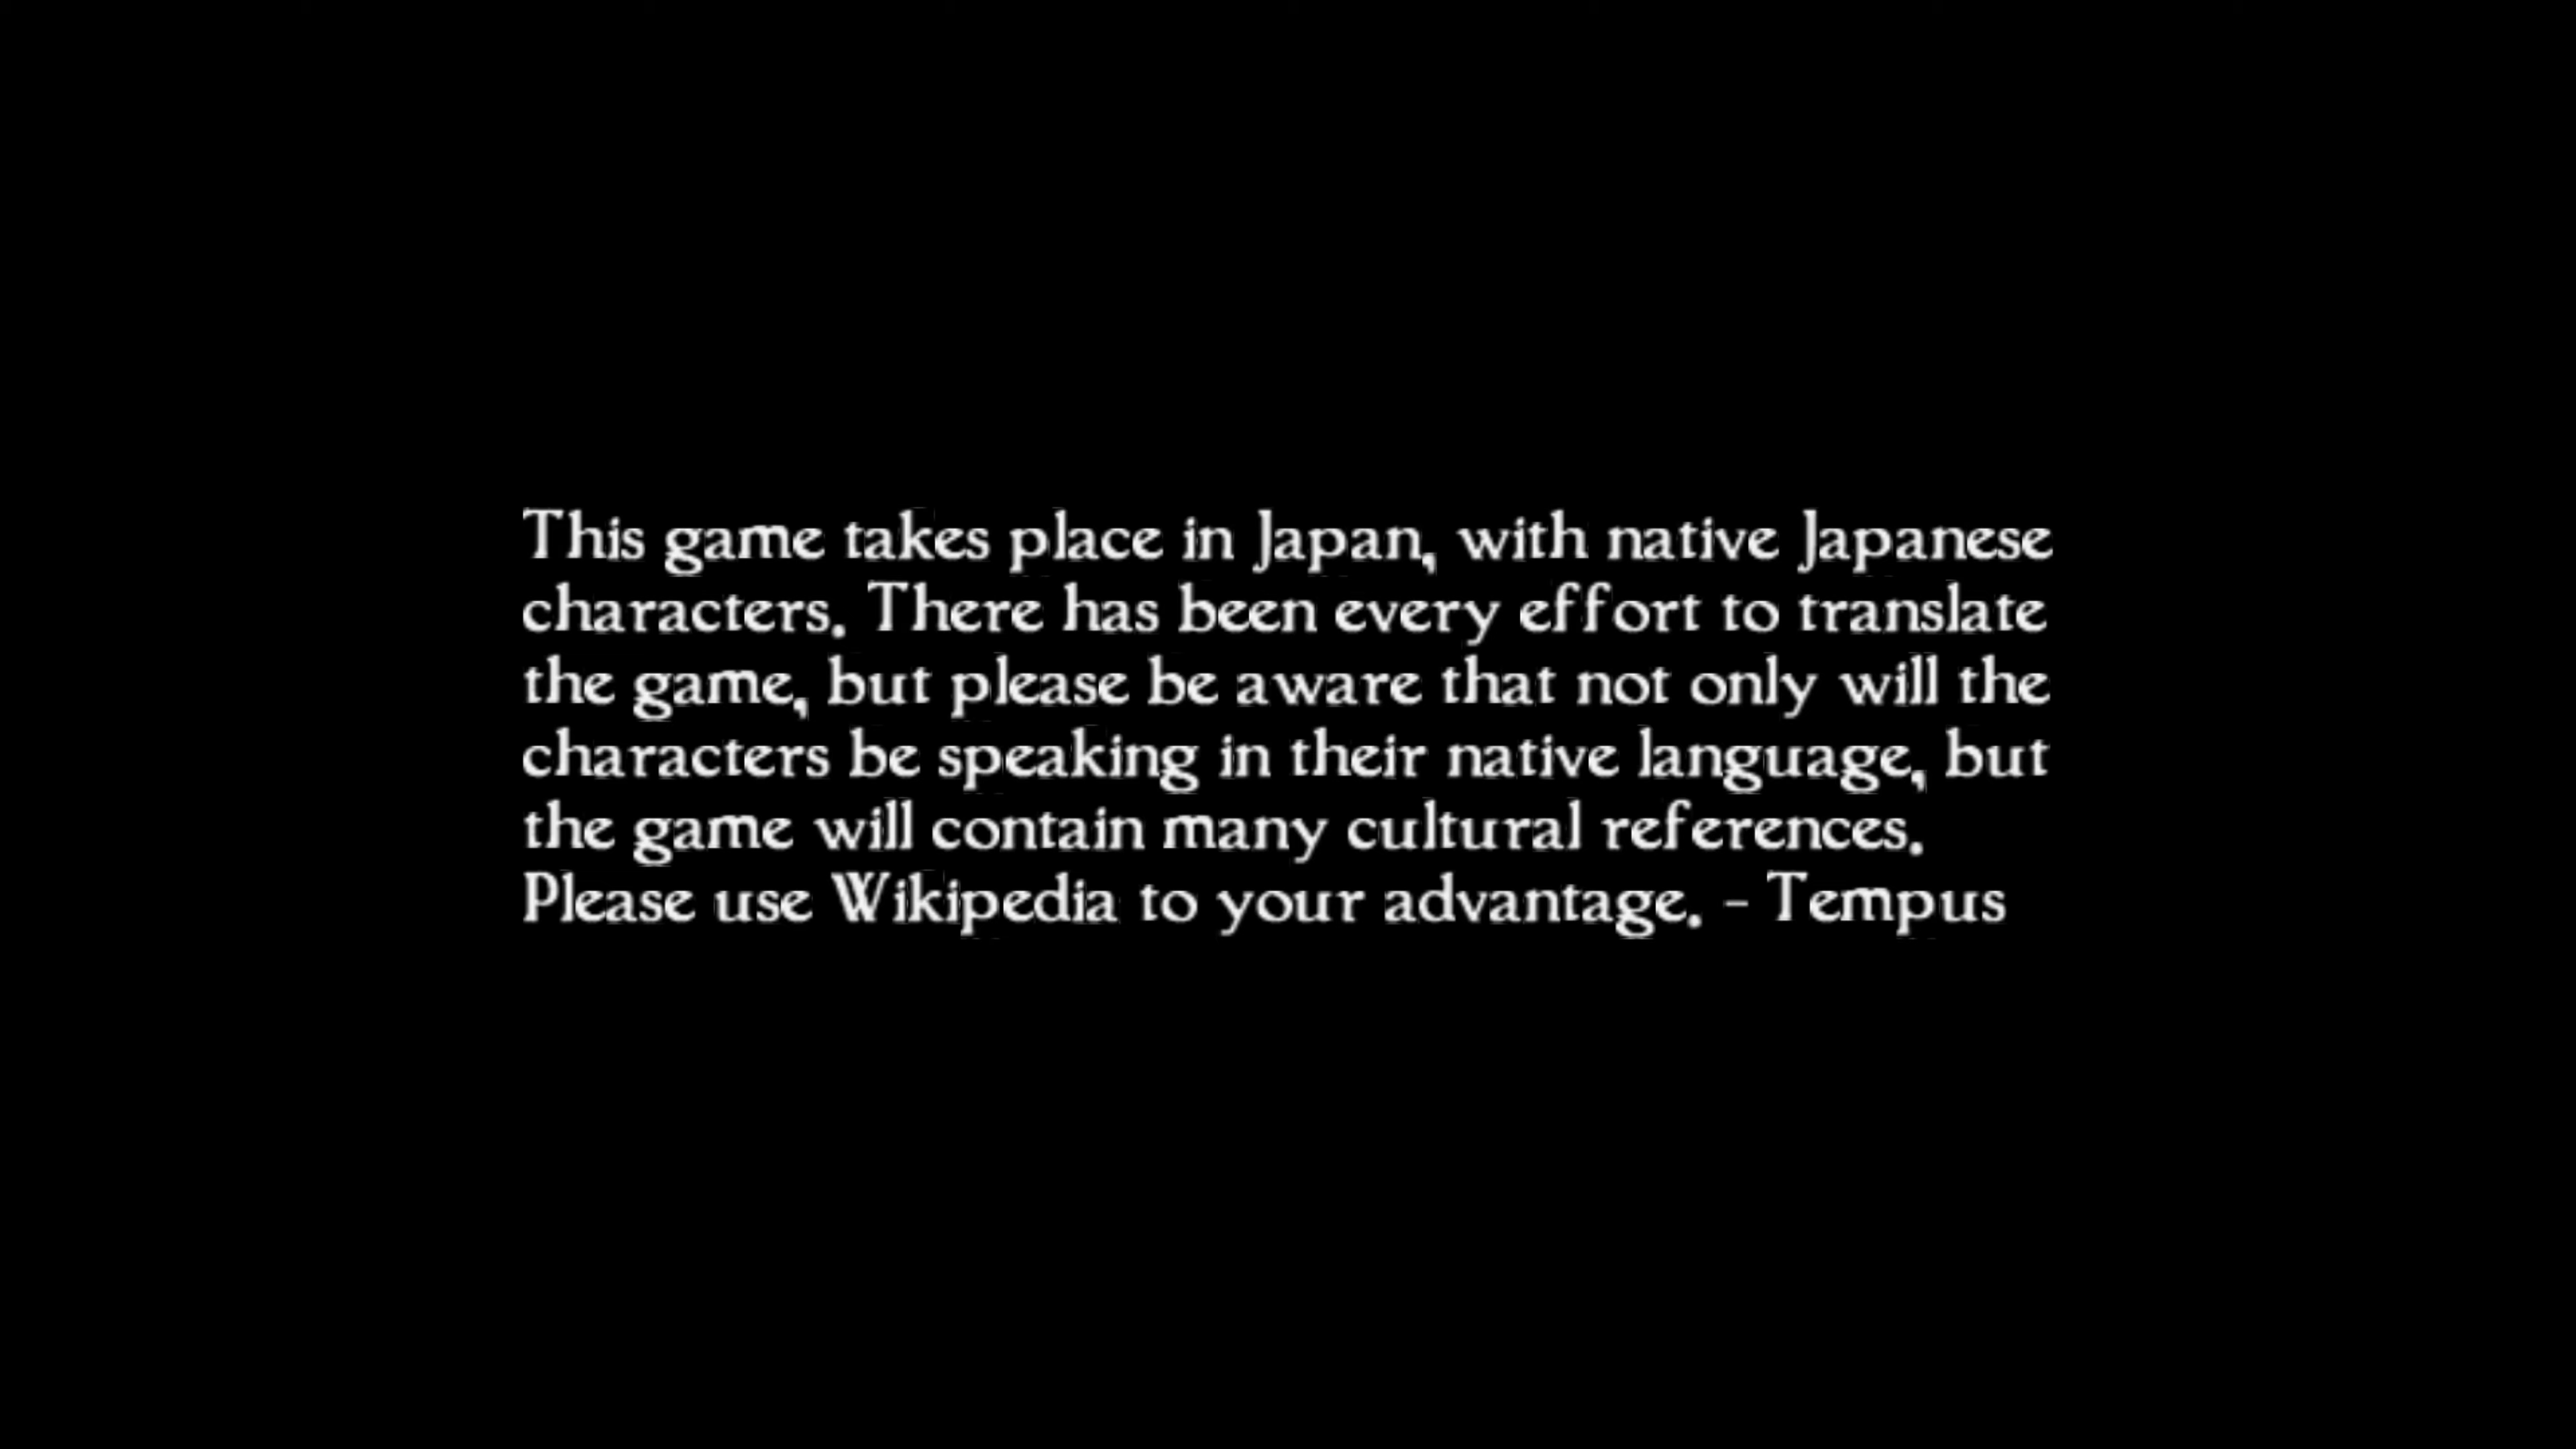 This game takes place in Japan, with native Japanese
characters. There has been every effort to translate
the game, but please be aware that not only will the
characters be speaking in their native language, but
the game will contain many cultural references.
Please use Wikipedia to your advantage. - Tempus